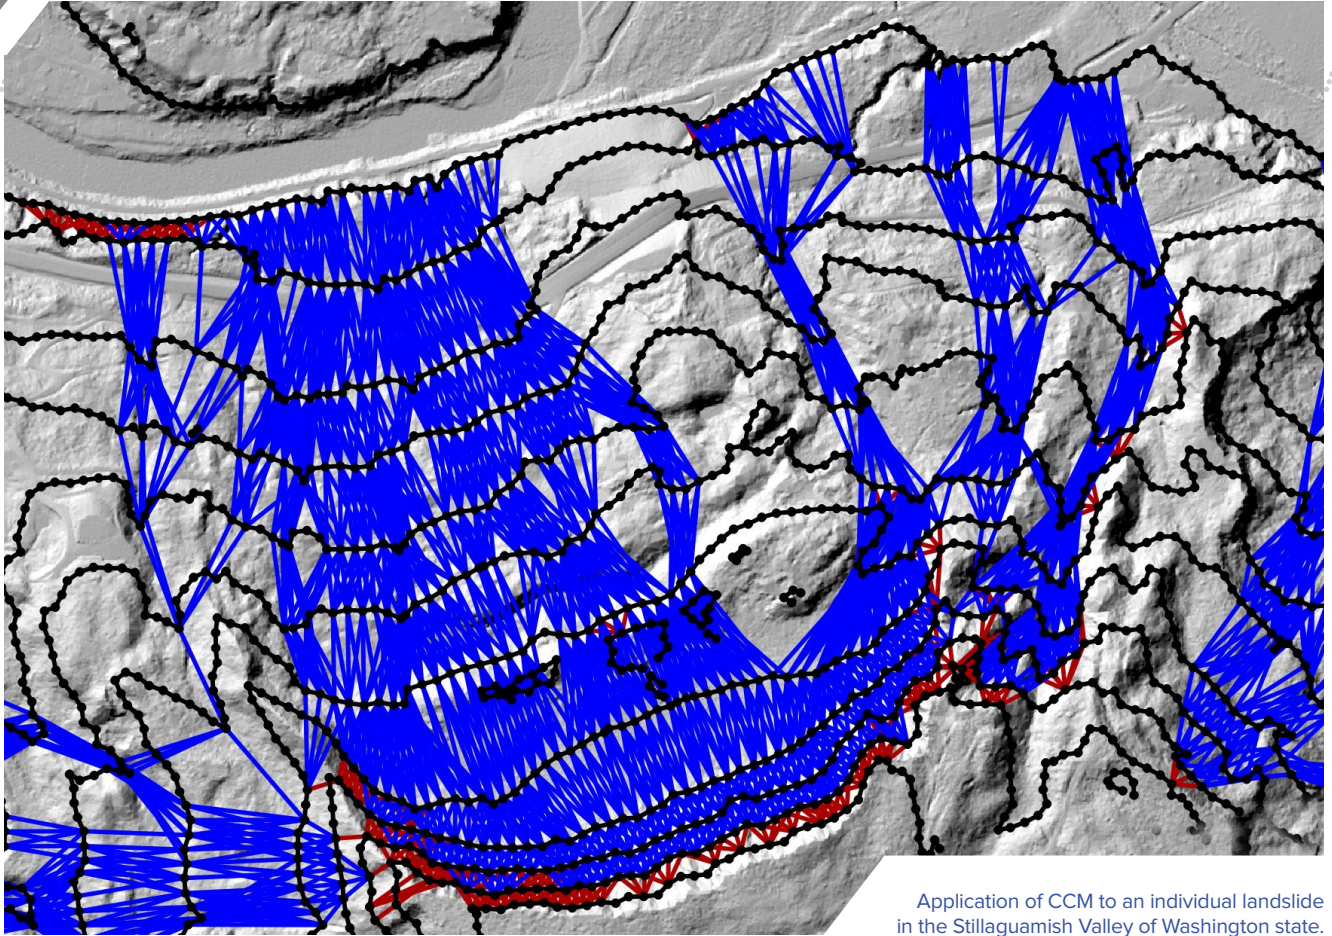 Application of CCM to an individual landslide
in the Stillaguamish Valley of Washington state.